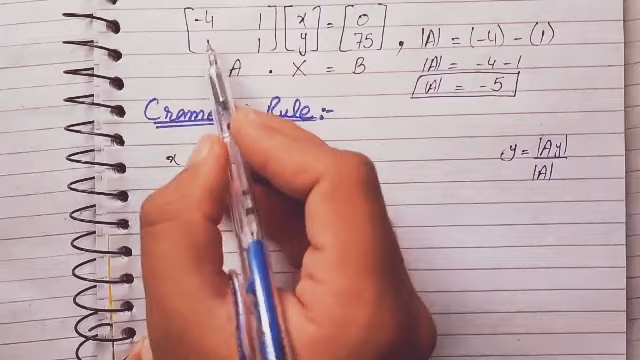 [-4 1] [x] = [0]
[1 1] [y] [75] , |A| = (-4) - (1)
A . X = B |A| = -4 - 1
|A| = -5
Rule :-
x y = |Ay|
|A|